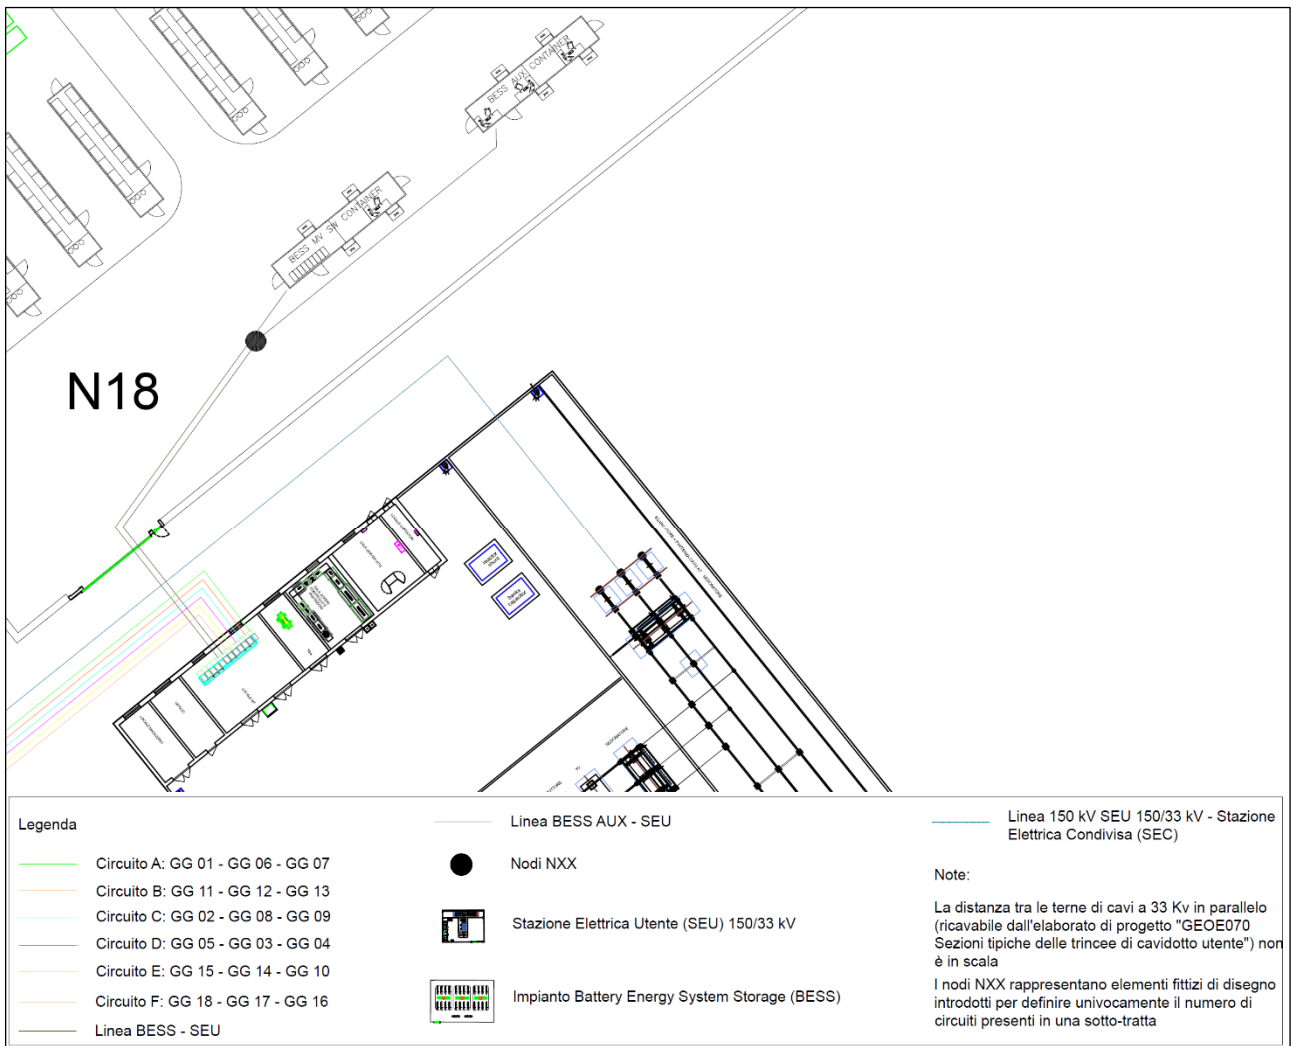 BESS AUX CONTAINER
BESS MV SW CONTAINER
N18
reactor
shunt
banks
capacitor
SEZIONATORE
TV
Legenda
Circuito A: GG 01 - GG 06 - GG 07
Circuito B: GG 11 - GG 12 - GG 13
Circuito C: GG 02 - GG 08 - GG 09
Circuito D: GG 05 - GG 03 - GG 04
Circuito E: GG 15 - GG 14 - GG 10
Circuito F: GG 18 - GG 17 - GG 16
Linea BESS - SEU
Linea BESS AUX - SEU
Nodi NXX
Stazione Elettrica Utente (SEU) 150/33 kV
Impianto Battery Energy System Storage (BESS)
Linea 150 kV SEU 150/33 kV - Stazione
Elettrica Condivisa (SEC)
Note:
La distanza tra le terne di cavi a 33 Kv in parallelo
(ricavabile dall'elaborato di progetto "GEOE070
Sezioni tipiche delle trincee di cavidotto utente") non
è in scala
I nodi NXX rappresentano elementi fittizi di disegno
introdotti per definire univocamente il numero di
circuiti presenti in una sotto-tratta